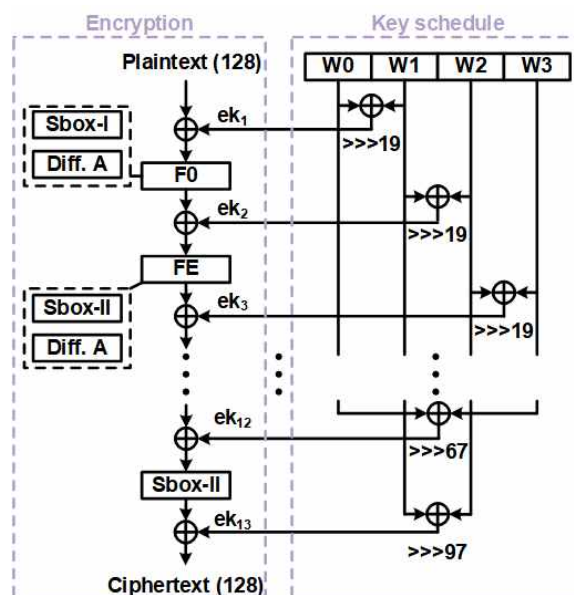 Encryption
Key schedule
Plaintext (128)
W0 W1 W2 W3
Sbox-I
ek₁
>>>19
Diff. A
F0
ek₂
>>>19
FE
Sbox-II
ek₃
>>>19
Diff. A
ek₁₂
>>>67
Sbox-II
ek₁₃
>>>97
Ciphertext (128)